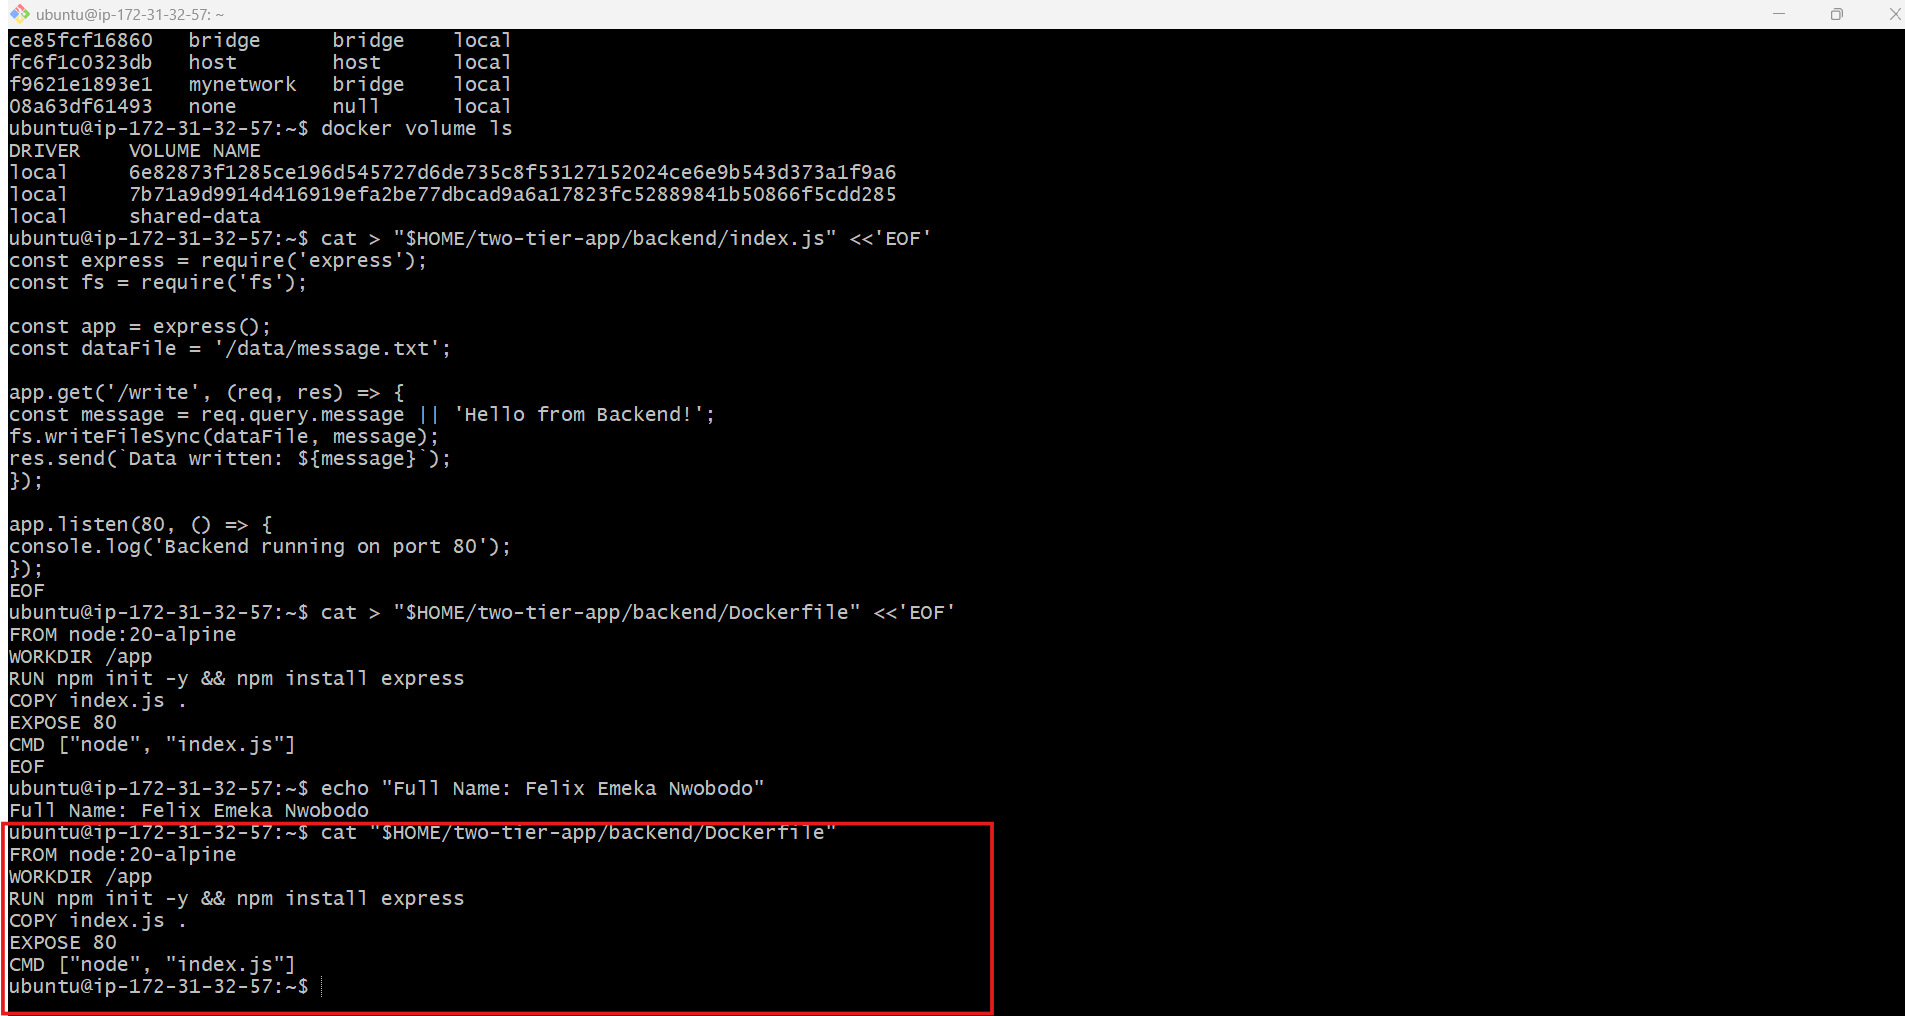 ubuntu@ip-172-31-32-57: ~
ce85fcf16860   bridge      bridge    local
fc6f1c0323db   host        host      local
f9621e1893e1   mynetwork   bridge    local
08a63df61493   none        null      local
ubuntu@ip-172-31-32-57:~$ docker volume ls
DRIVER    VOLUME NAME
local     6e82873f1285ce196d545727d6de735c8f53127152024ce6e9b543d373a1f9a6
local     7b71a9d9914d416919efa2be77dbcad9a6a17823fc52889841b50866f5cdd285
local     shared-data
ubuntu@ip-172-31-32-57:~$ cat > "$HOME/two-tier-app/backend/index.js" <<'EOF'
const express = require('express');
const fs = require('fs');

const app = express();
const dataFile = '/data/message.txt';

app.get('/write', (req, res) => {
const message = req.query.message || 'Hello from Backend!';
fs.writeFileSync(dataFile, message);
res.send(`Data written: ${message}`);
});

app.listen(80, () => {
console.log('Backend running on port 80');
});
EOF
ubuntu@ip-172-31-32-57:~$ cat > "$HOME/two-tier-app/backend/Dockerfile" <<'EOF'
FROM node:20-alpine
WORKDIR /app
RUN npm init -y && npm install express
COPY index.js .
EXPOSE 80
CMD ["node", "index.js"]
EOF
ubuntu@ip-172-31-32-57:~$ echo "Full Name: Felix Emeka Nwobodo"
Full Name: Felix Emeka Nwobodo
ubuntu@ip-172-31-32-57:~$ cat "$HOME/two-tier-app/backend/Dockerfile"
FROM node:20-alpine
WORKDIR /app
RUN npm init -y && npm install express
COPY index.js .
EXPOSE 80
CMD ["node", "index.js"]
ubuntu@ip-172-31-32-57:~$